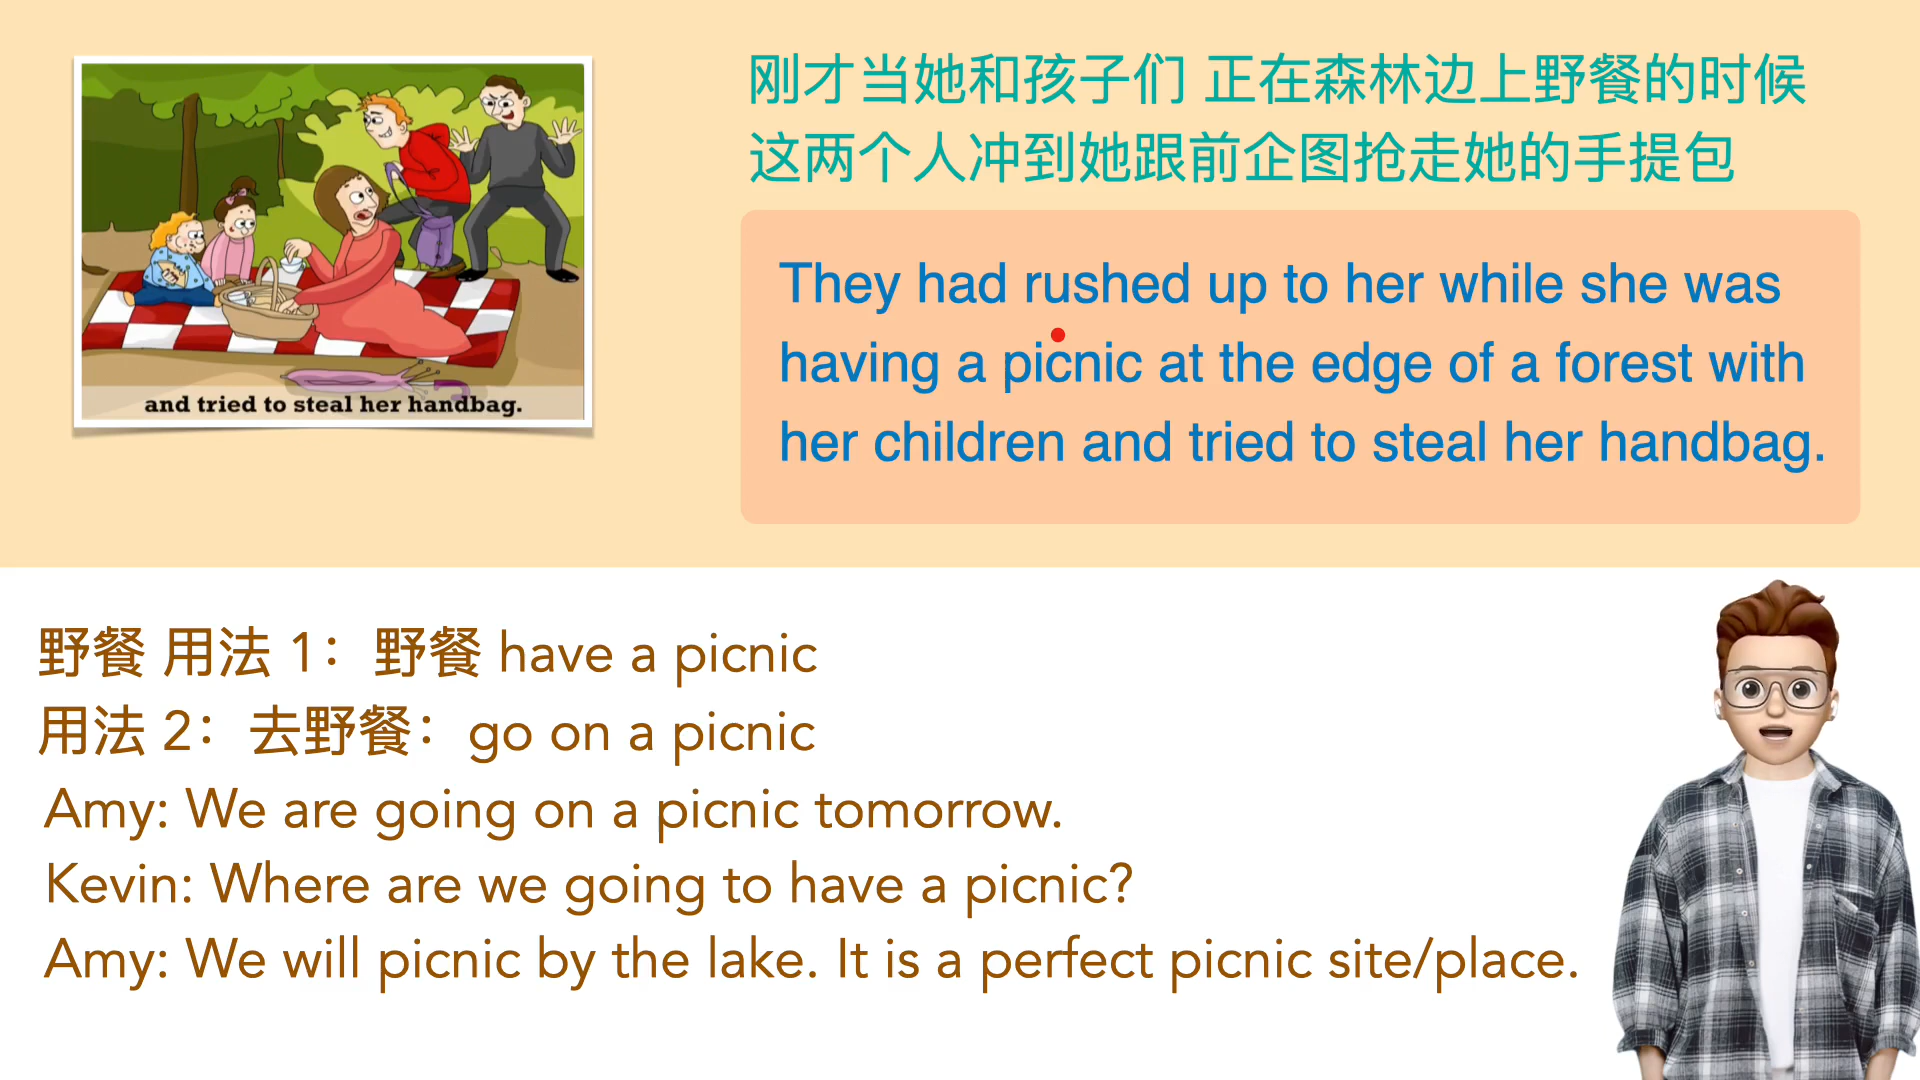 刚才当她和孩子们 正在森林边上野餐的时候
这两个人冲到她跟前企图抢走她的手提包
They had rushed up to her while she was
having a picnic at the edge of a forest with
her children and tried to steal her handbag.
and tried to steal her handbag.
野餐 用法 1：野餐 have a picnic
用法 2：去野餐：go on a picnic
Amy: We are going on a picnic tomorrow.
Kevin: Where are we going to have a picnic?
Amy: We will picnic by the lake. It is a perfect picnic site/place.